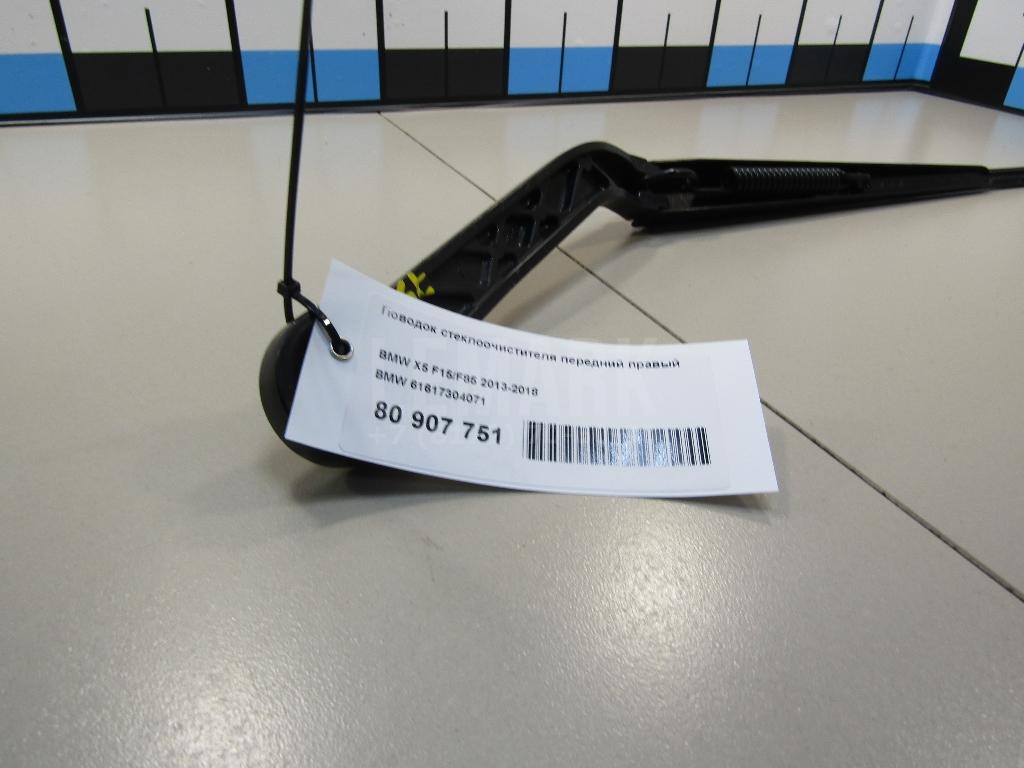 Поводок стеклоочистителя передний правый
BMW X5 F15/F85 2013-2018
BMW 61617304071
80 907 751